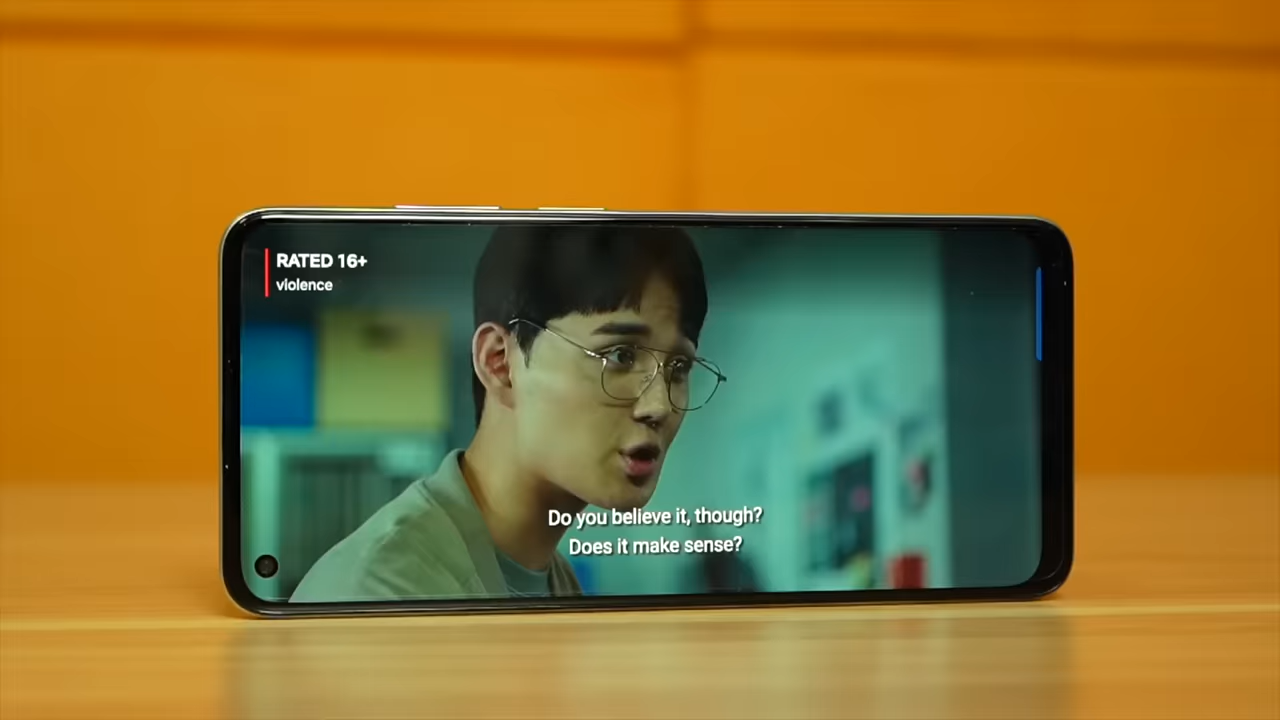 RATED 16+
violence
Do you believe it, though?
Does it make sense?